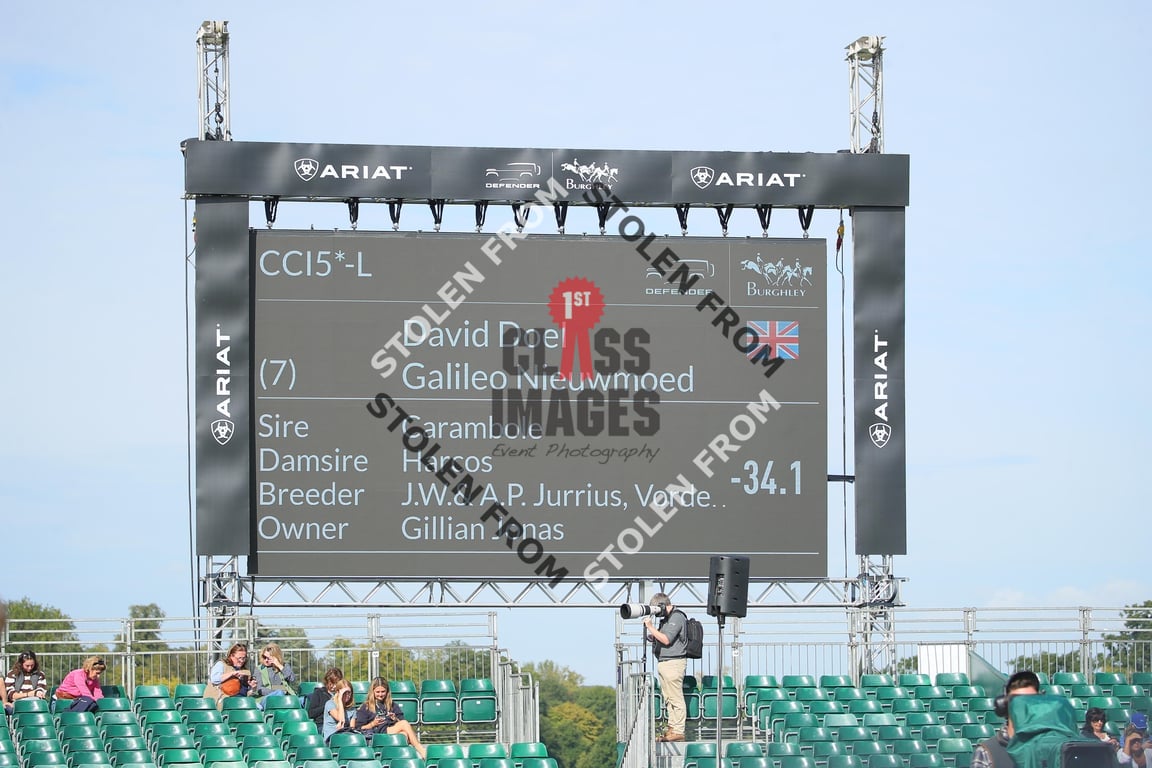 ARIAT
DEFENDER
BURGHLEY
ARIAT
CCI5*-L
DEFENDER
BURGHLEY
David Doel
(7)
Galileo Nieuwmoed
Sire Carambole
Damsire Harcos
Breeder J.W.& A.P. Jurrius, Vorde..
-34.1
Owner Gillian Jonas
ARIAT
ARIAT
1ST
CLASS
IMAGES
Event Photography
STOLEN FROM
STOLEN FROM
STOLEN FROM
STOLEN FROM